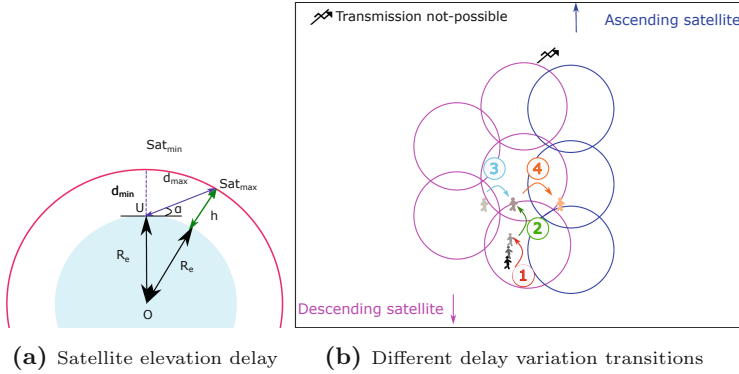 Sat_min
d_max
d_min
Sat_max
U
α
h
R_e
R_e
O
(a) Satellite elevation delay
Transmission not-possible
Ascending satellite
3
4
2
1
Descending satellite
(b) Different delay variation transitions